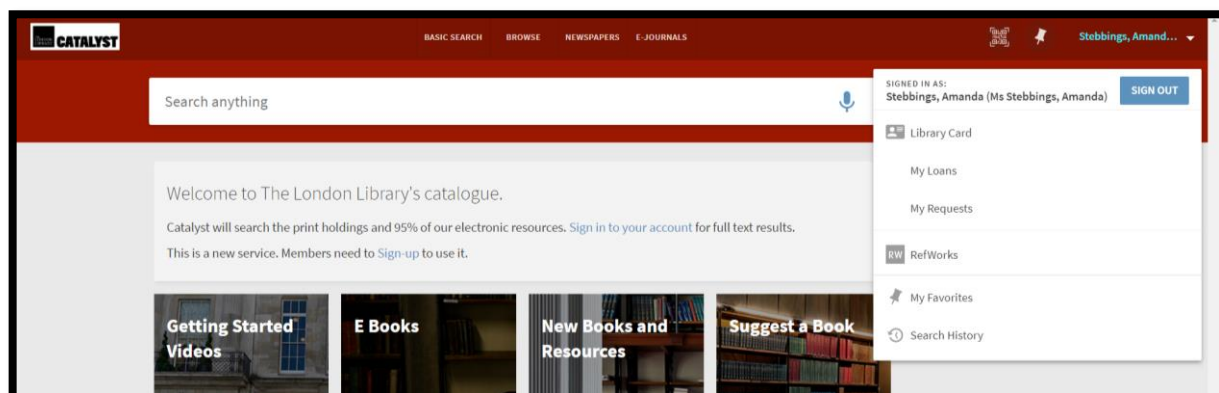 CATALYST
BASIC SEARCH BROWSE NEWSPAPERS E-JOURNALS
Stebbings, Amand...
Search anything
SIGNED IN AS:
Stebbings, Amanda (Ms Stebbings, Amanda)
SIGN OUT
Library Card
My Loans
My Requests
RW RefWorks
My Favorites
Search History
Welcome to The London Library's catalogue.
Catalyst will search the print holdings and 95% of our electronic resources. Sign in to your account for full text results.
This is a new service. Members need to Sign-up to use it.
Getting Started
Videos
E Books
New Books and
Resources
Suggest a Book